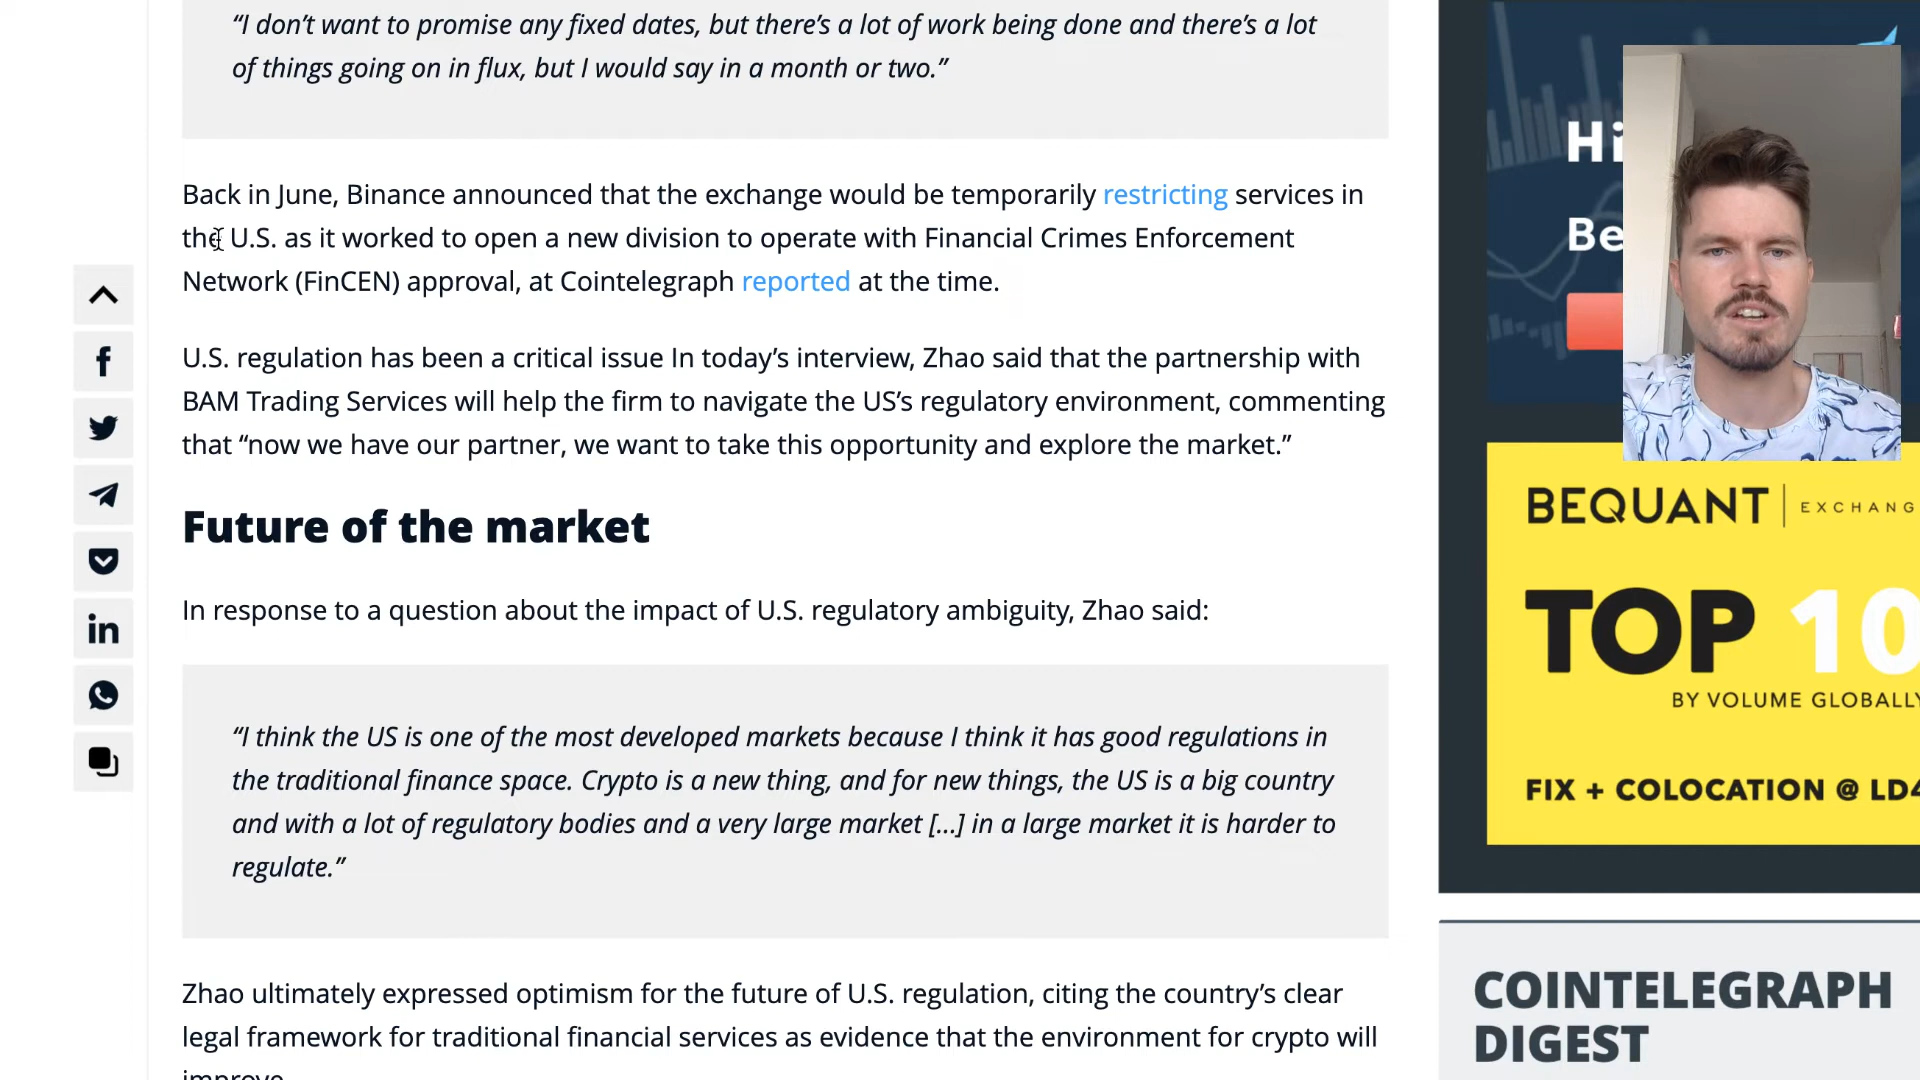 “I don’t want to promise any fixed dates, but there’s a lot of work being done and there’s a lot
of things going on in flux, but I would say in a month or two.”
Back in June, Binance announced that the exchange would be temporarily restricting services in
the U.S. as it worked to open a new division to operate with Financial Crimes Enforcement
Network (FinCEN) approval, at Cointelegraph reported at the time.
U.S. regulation has been a critical issue In today’s interview, Zhao said that the partnership with
BAM Trading Services will help the firm to navigate the US’s regulatory environment, commenting
that “now we have our partner, we want to take this opportunity and explore the market.”
Future of the market
In response to a question about the impact of U.S. regulatory ambiguity, Zhao said:
“I think the US is one of the most developed markets because I think it has good regulations in
the traditional finance space. Crypto is a new thing, and for new things, the US is a big country
and with a lot of regulatory bodies and a very large market [...] in a large market it is harder to
regulate.”
Zhao ultimately expressed optimism for the future of U.S. regulation, citing the country’s clear
legal framework for traditional financial services as evidence that the environment for crypto will
improve.
Hi
Be
BEQUANT EXCHANG
TOP 10
BY VOLUME GLOBALLY
FIX + COLOCATION @ LD4
COINTELEGRAPH
DIGEST